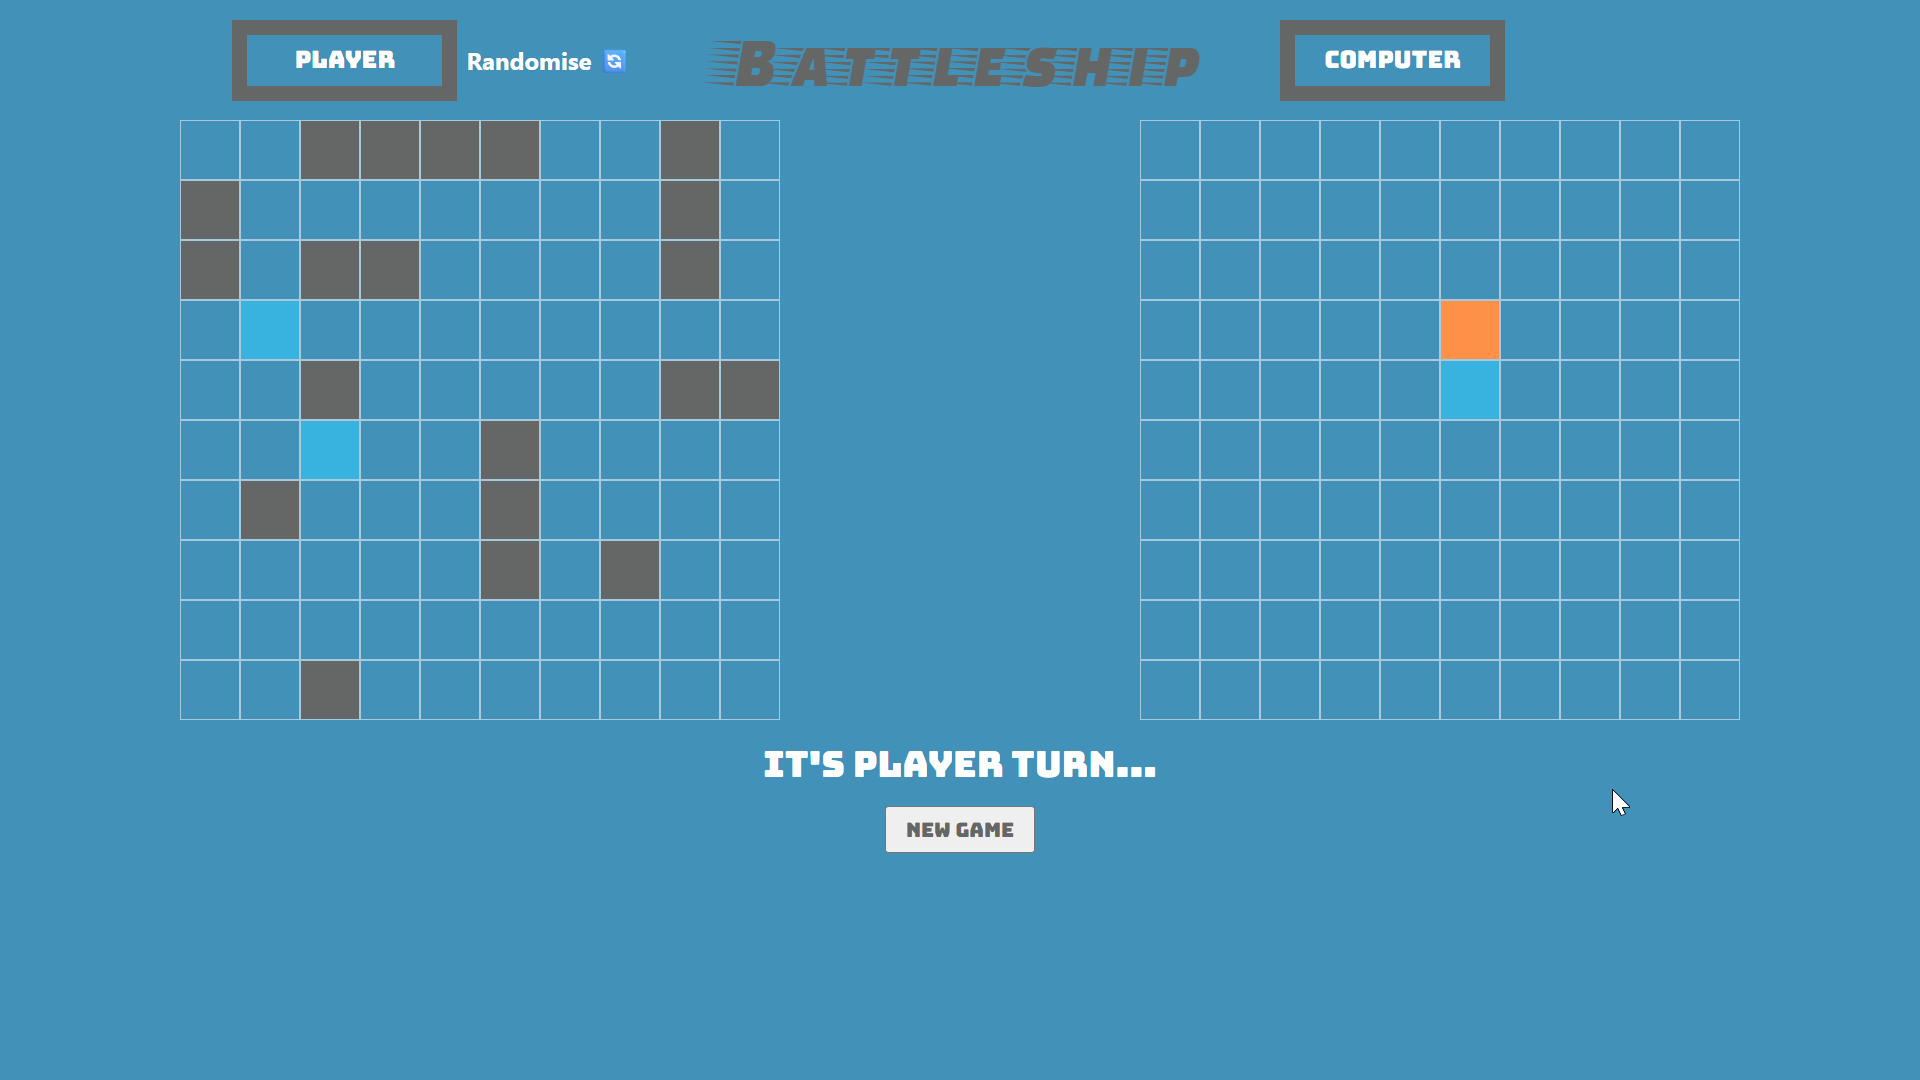 PLAYER
Randomise
BATTLESHIP
COMPUTER
IT'S PLAYER TURN...
NEW GAME